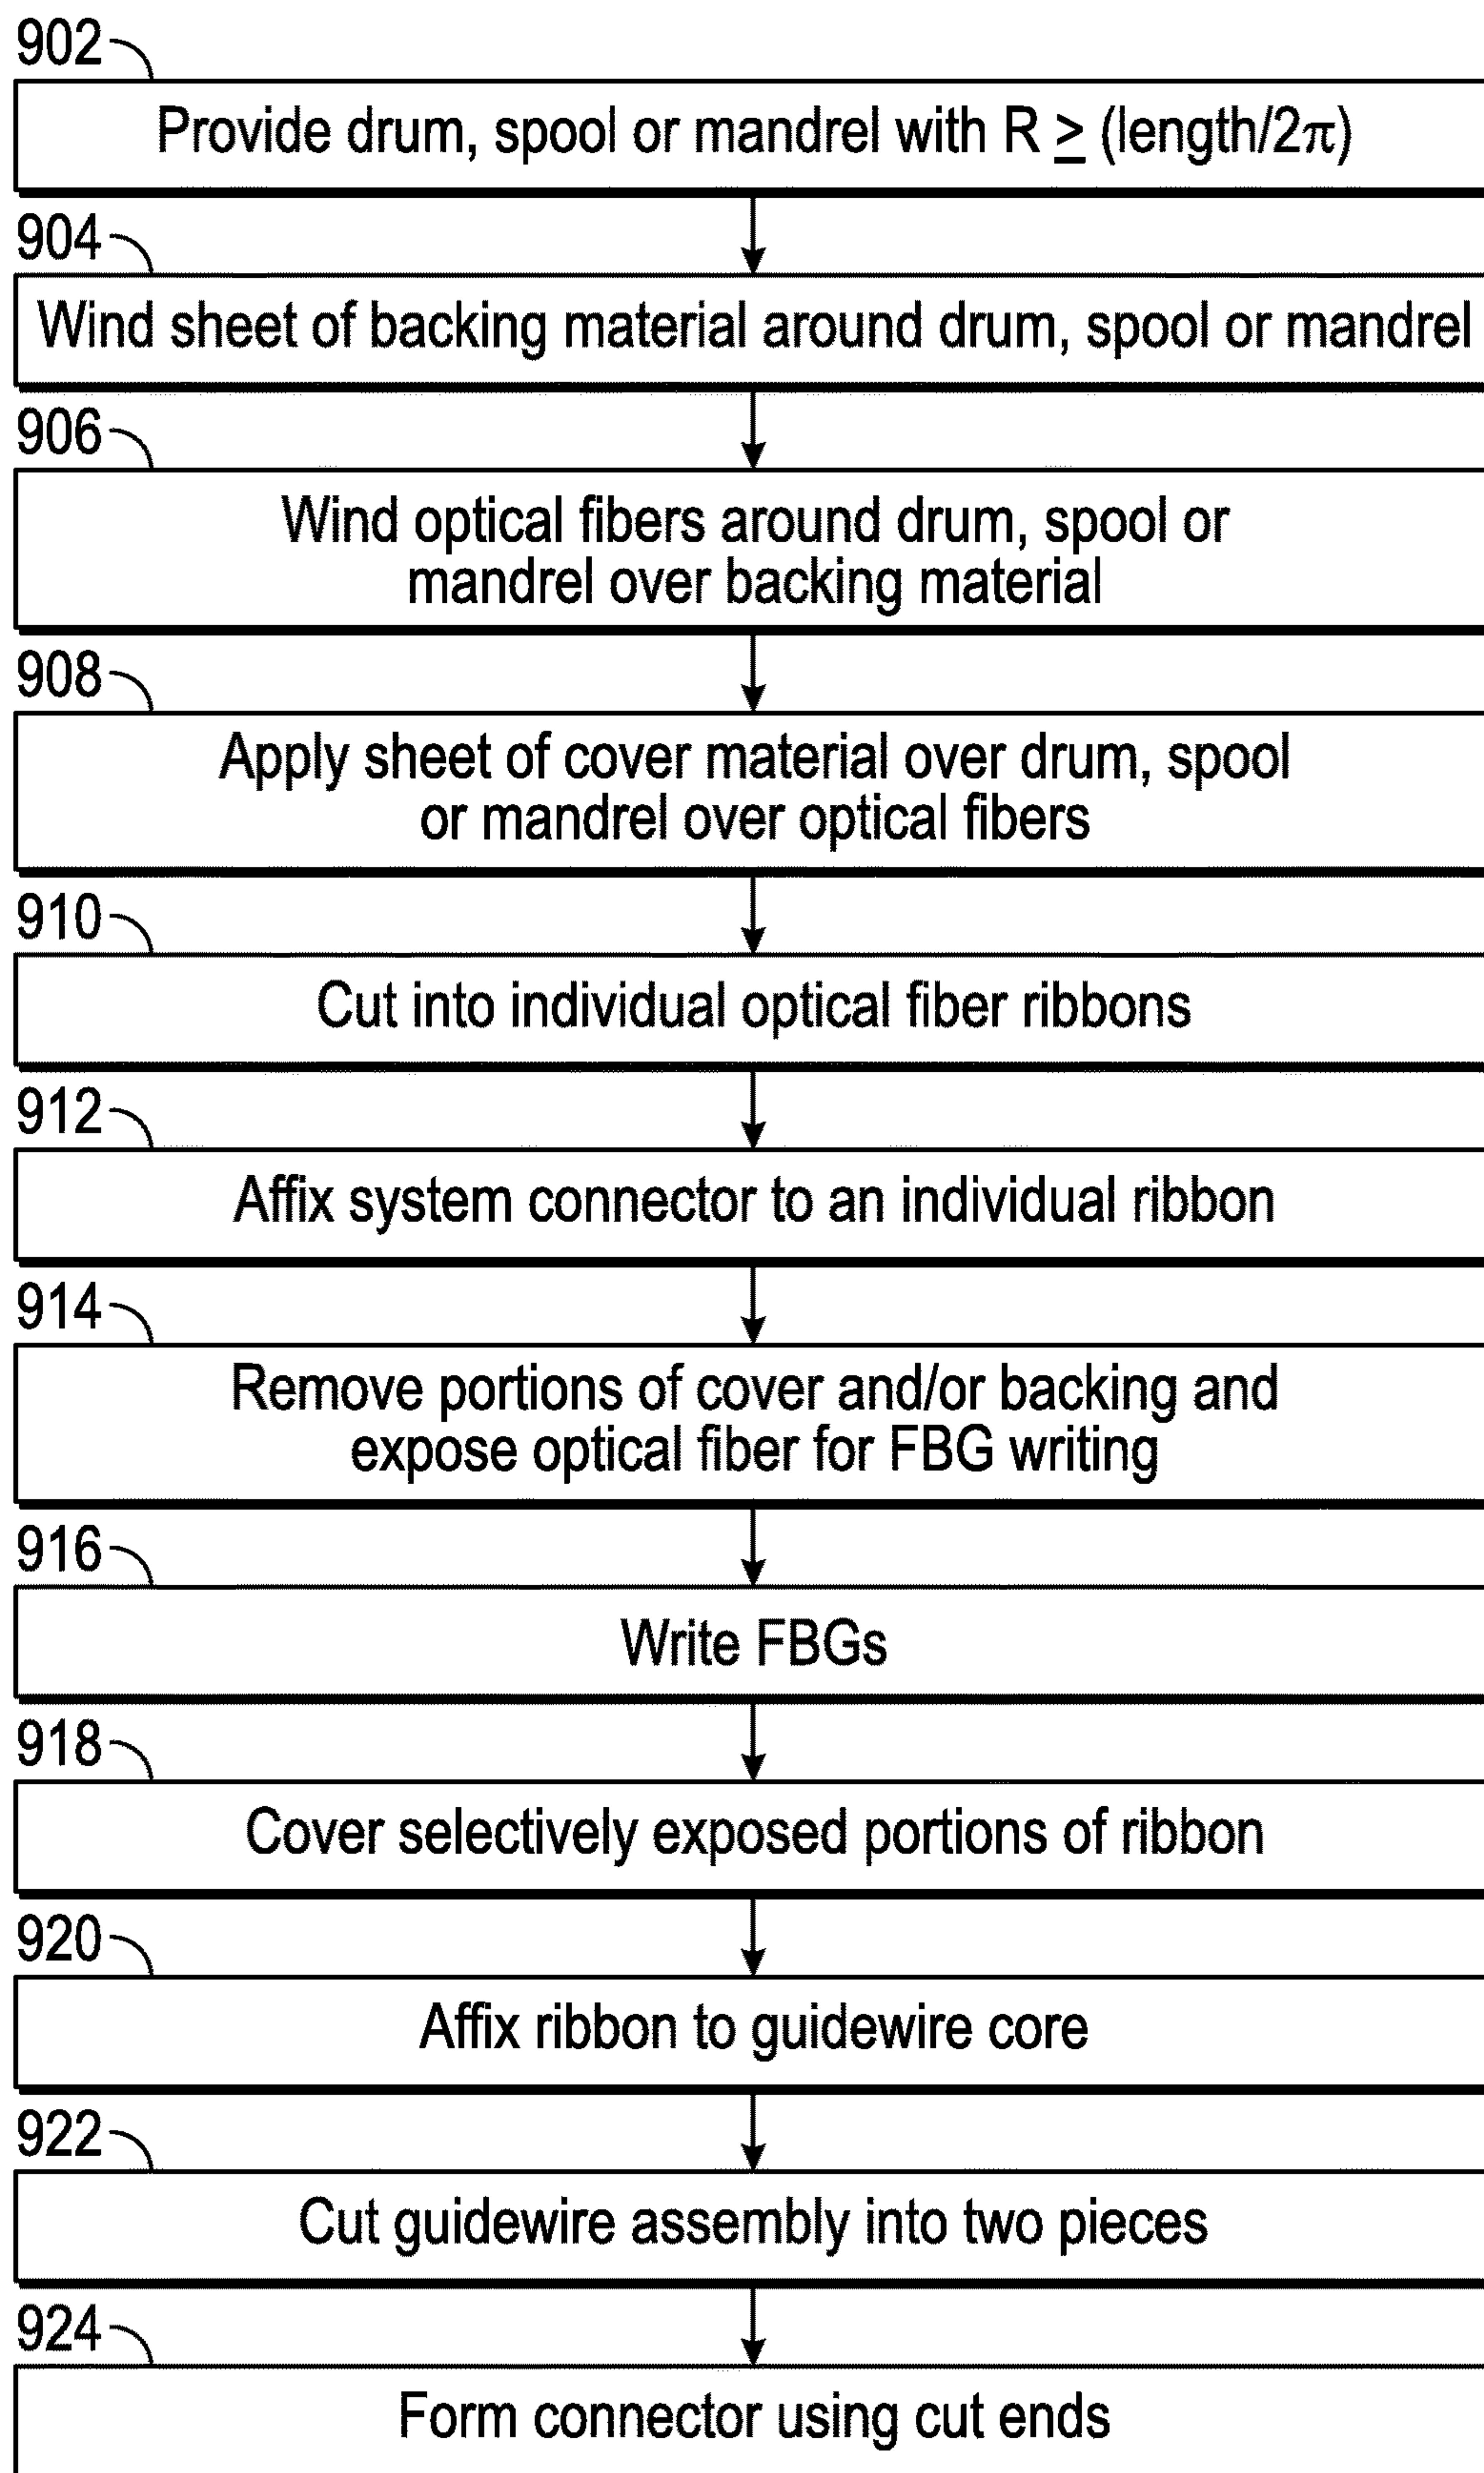 902
Provide drum, spool or mandrel with R ≥ (length/2π)
904
Wind sheet of backing material around drum, spool or mandrel
906
Wind optical fibers around drum, spool or
mandrel over backing material
908
Apply sheet of cover material over drum, spool
or mandrel over optical fibers
910
Cut into individual optical fiber ribbons
912
Affix system connector to an individual ribbon
914
Remove portions of cover and/or backing and
expose optical fiber for FBG writing
916
Write FBGs
918
Cover selectively exposed portions of ribbon
920
Affix ribbon to guidewire core
922
Cut guidewire assembly into two pieces
924
Form connector using cut ends